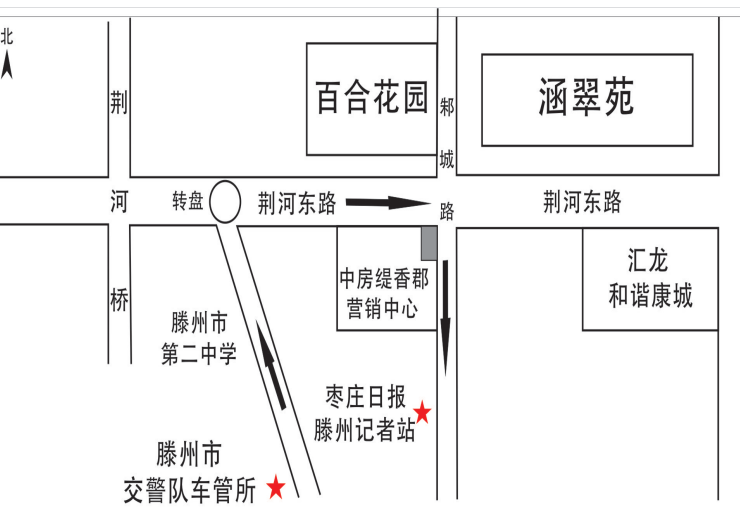 北
荆河桥
百合花园
邾城路
涵翠苑
转盘
荆河东路
荆河东路
中房缇香郡
营销中心
汇龙
和谐康城
滕州市
第二中学
枣庄日报
滕州记者站
滕州市
交警队车管所